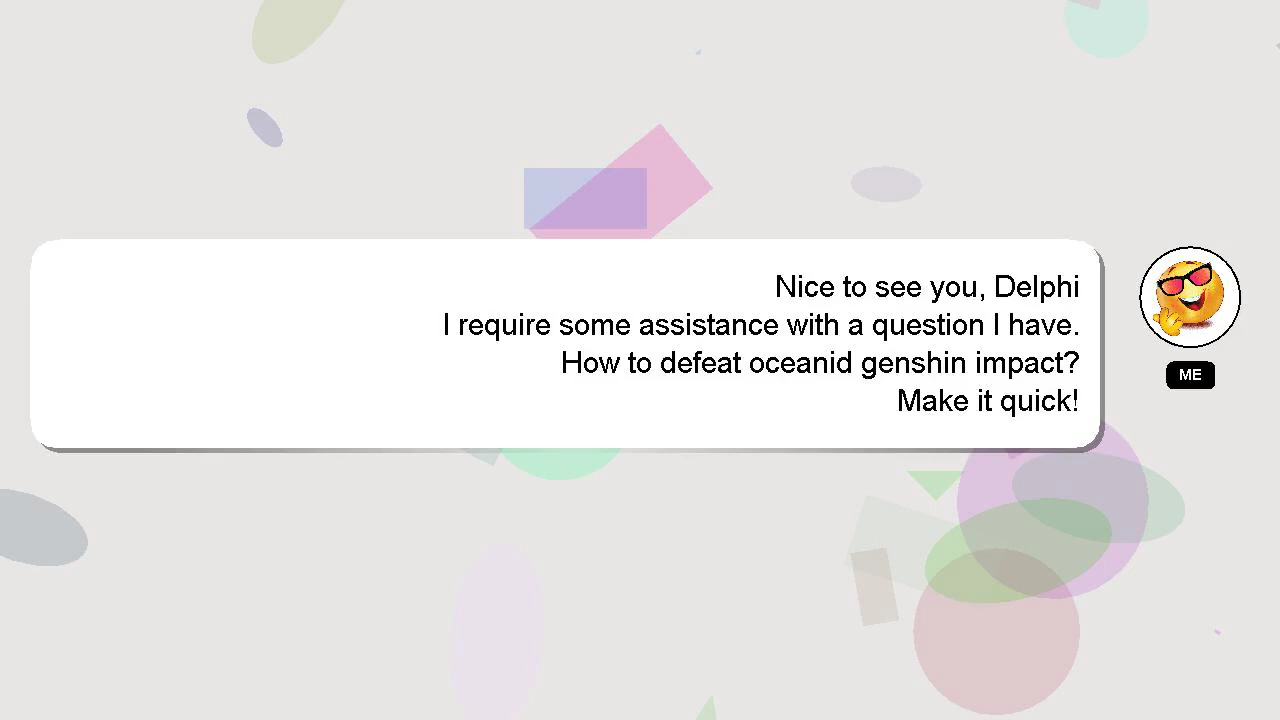 Nice to see you, Delphi
I require some assistance with a question I have.
How to defeat oceanid genshin impact?
Make it quick!
ME